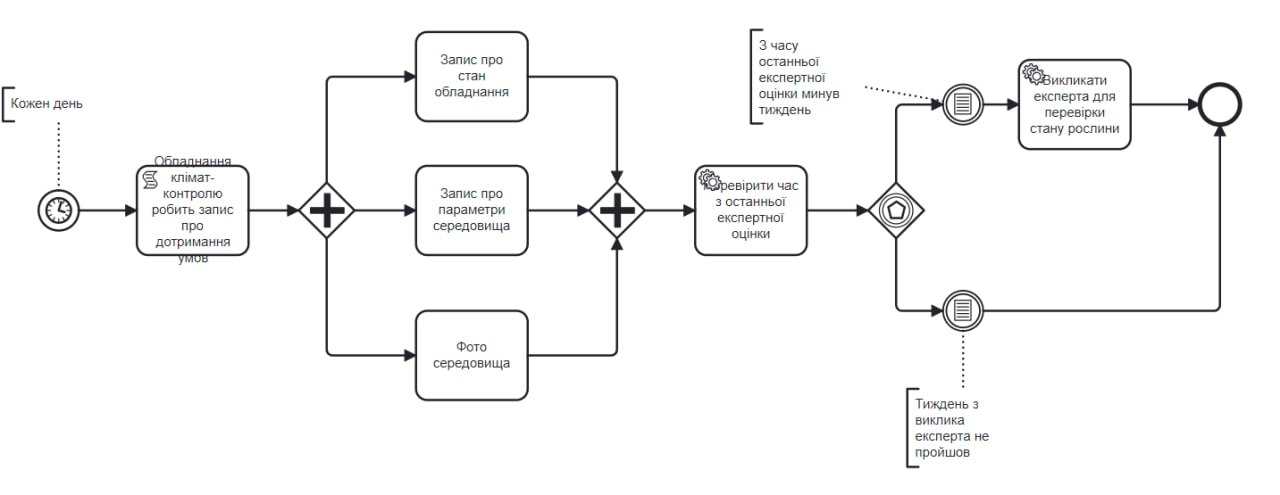 Кожен день
Обладнання
клімат-
контролю
робить запис
про
дотримання
умов
Запис про
стан
обладнання
Запис про
параметри
середовища
Фото
середовища
Перевірити час
з останньої
експертної
оцінки
З часу
останньої
експертної
оцінки минув
тиждень
Викликати
експерта для
перевірки
стану рослини
Тиждень з
виклика
експерта не
пройшов